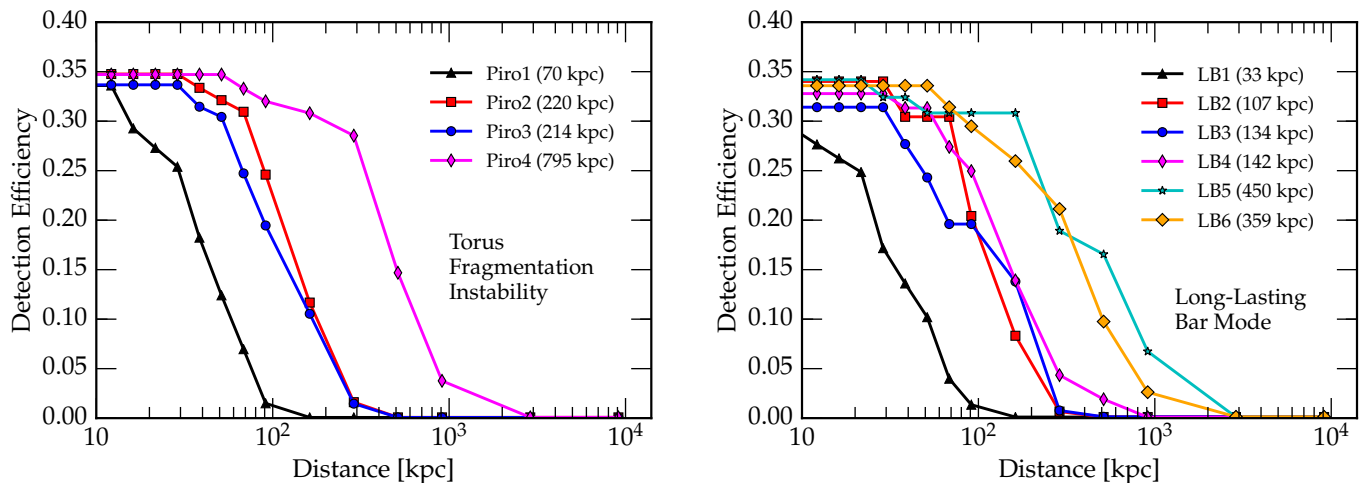 0.40
0.35
0.30
0.25
0.20
0.15
0.10
0.05
0.00
Detection Efficiency
Piro1 (70 kpc)
Piro2 (220 kpc)
Piro3 (214 kpc)
Piro4 (795 kpc)
Torus
Fragmentation
Instability
10 10² 10³ 10⁴
Distance [kpc]
0.40
0.35
0.30
0.25
0.20
0.15
0.10
0.05
0.00
Detection Efficiency
LB1 (33 kpc)
LB2 (107 kpc)
LB3 (134 kpc)
LB4 (142 kpc)
LB5 (450 kpc)
LB6 (359 kpc)
Long-Lasting
Bar Mode
10 10² 10³ 10⁴
Distance [kpc]